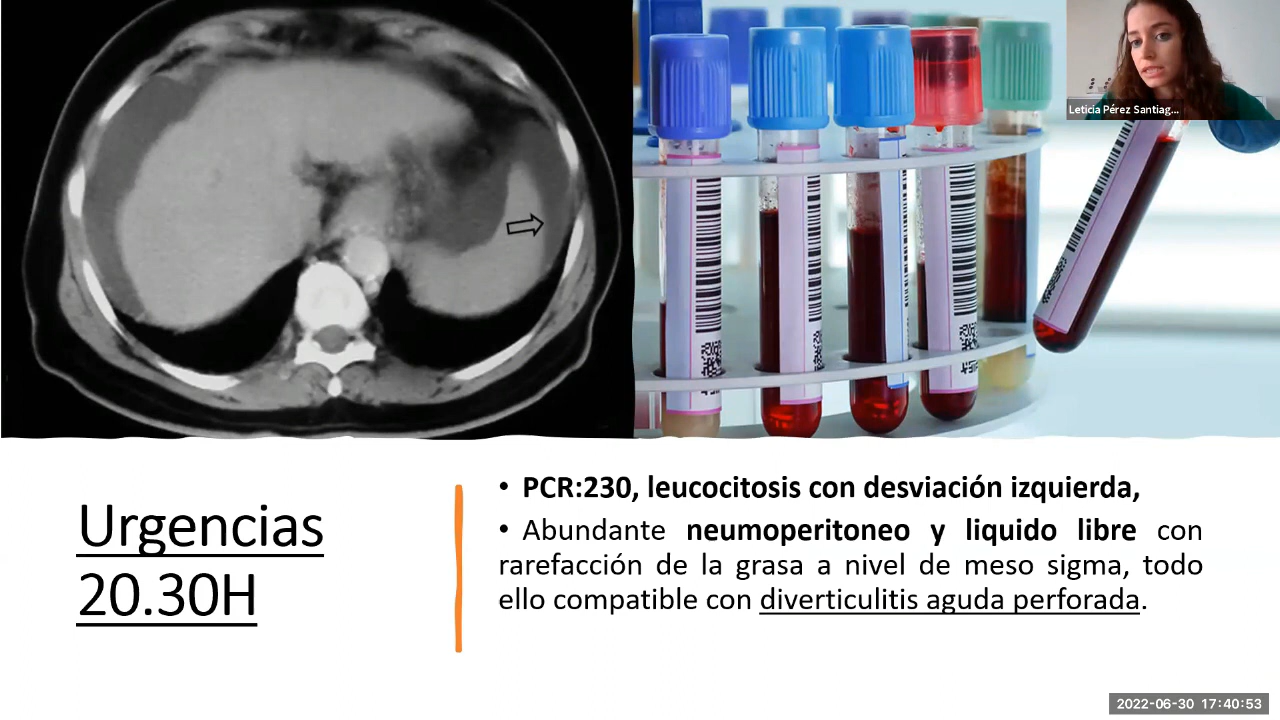 Leticia Pérez Santiag...
Urgencias
20.30H
• PCR:230, leucocitosis con desviación izquierda,
• Abundante neumoperitoneo y liquido libre con
rarefacción de la grasa a nivel de meso sigma, todo
ello compatible con diverticulitis aguda perforada.
2022-06-30 17:40:53